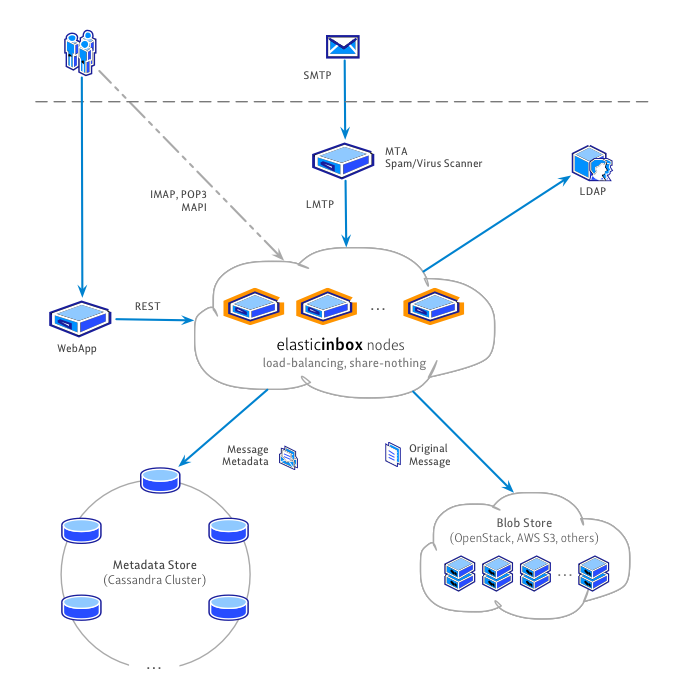 SMTP
MTA
Spam/Virus Scanner
IMAP, POP3
MAPI
LMTP
LDAP
REST
WebApp
...
elasticinbox nodes
load-balancing, share-nothing
Message
Metadata
Original
Message
Metadata Store
(Cassandra Cluster)
...
Blob Store
(OpenStack, AWS S3, others)
...